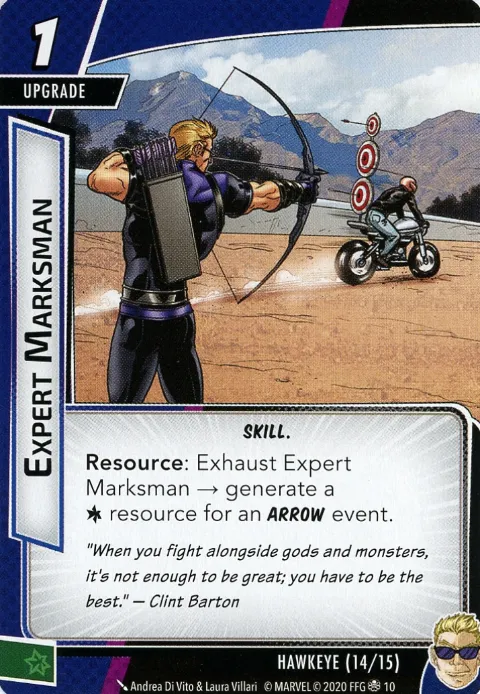 1
UPGRADE
EXPERT MARKSMAN
SKILL.
Resource: Exhaust Expert
Marksman → generate a
resource for an ARROW event.
"When you fight alongside gods and monsters,
it's not enough to be great; you have to be the
best." — Clint Barton
HAWKEYE (14/15)
Andrea Di Vito & Laura Villari © MARVEL © 2020 FFG 10